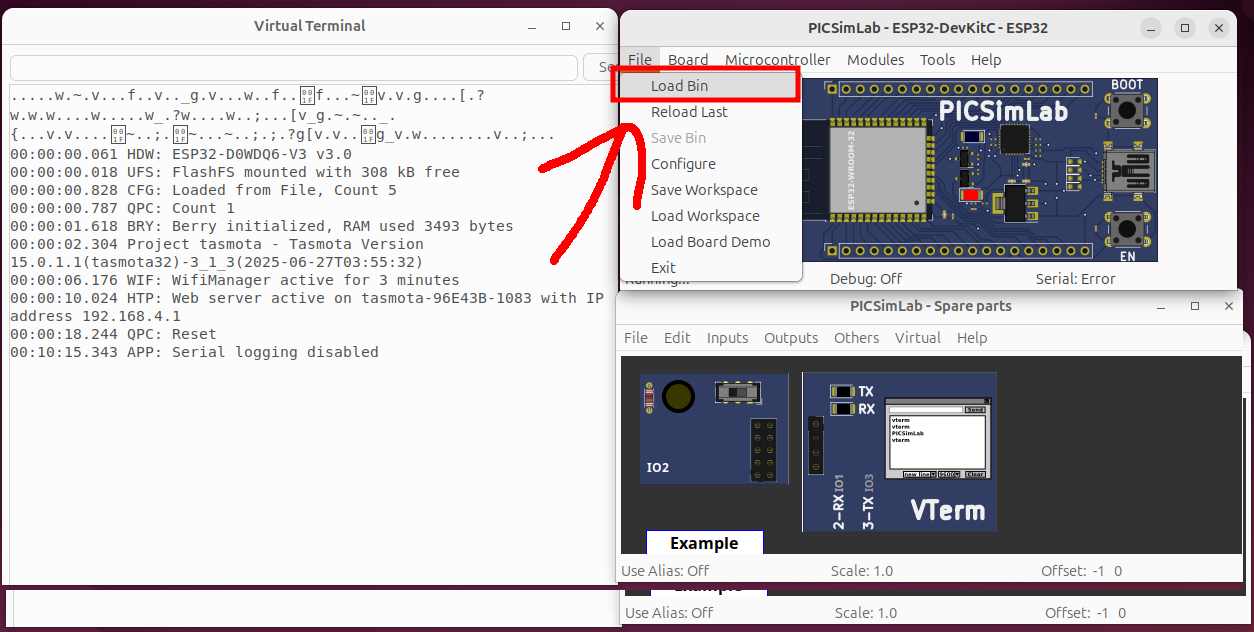 Virtual Terminal
.....w.~.v...f..v.._g.v...w..f..f...~v.v.g....[.?
w.w.w....w.....w_.?w....w..;...[v_g.~.~.._.
{...v.v....~..;.~...~..;.;.?g[v.v..g_v.w........v..;...
00:00:00.061 HDW: ESP32-D0WDQ6-V3 v3.0
00:00:00.018 UFS: FlashFS mounted with 308 kB free
00:00:00.828 CFG: Loaded from File, Count 5
00:00:00.787 QPC: Count 1
00:00:01.618 BRY: Berry initialized, RAM used 3493 bytes
00:00:02.304 Project tasmota - Tasmota Version
15.0.1.1(tasmota32)-3_1_3(2025-06-27T03:55:32)
00:00:06.176 WIF: WifiManager active for 3 minutes
00:00:10.024 HTP: Web server active on tasmota-96E43B-1083 with IP
address 192.168.4.1
00:00:18.244 QPC: Reset
00:10:15.343 APP: Serial logging disabled
PICSimLab - ESP32-DevKitC - ESP32
File Board Microcontroller Modules Tools Help
Load Bin
Reload Last
Save Bin
Configure
Save Workspace
Load Workspace
Load Board Demo
Exit
BOOT
PICSimLab
ESP32-WROOM-32
EN
Debug: Off
Serial: Error
PICSimLab - Spare parts
File Edit Inputs Outputs Others Virtual Help
IO2
TX
RX
Send
vterm
vterm
PICSimLab
vterm
new line 9600 Clear
2-RX IO1
3-TX IO3
VTerm
Example
Use Alias: Off Scale: 1.0 Offset: -1 0
Use Alias: Off Scale: 1.0 Offset: -1 0